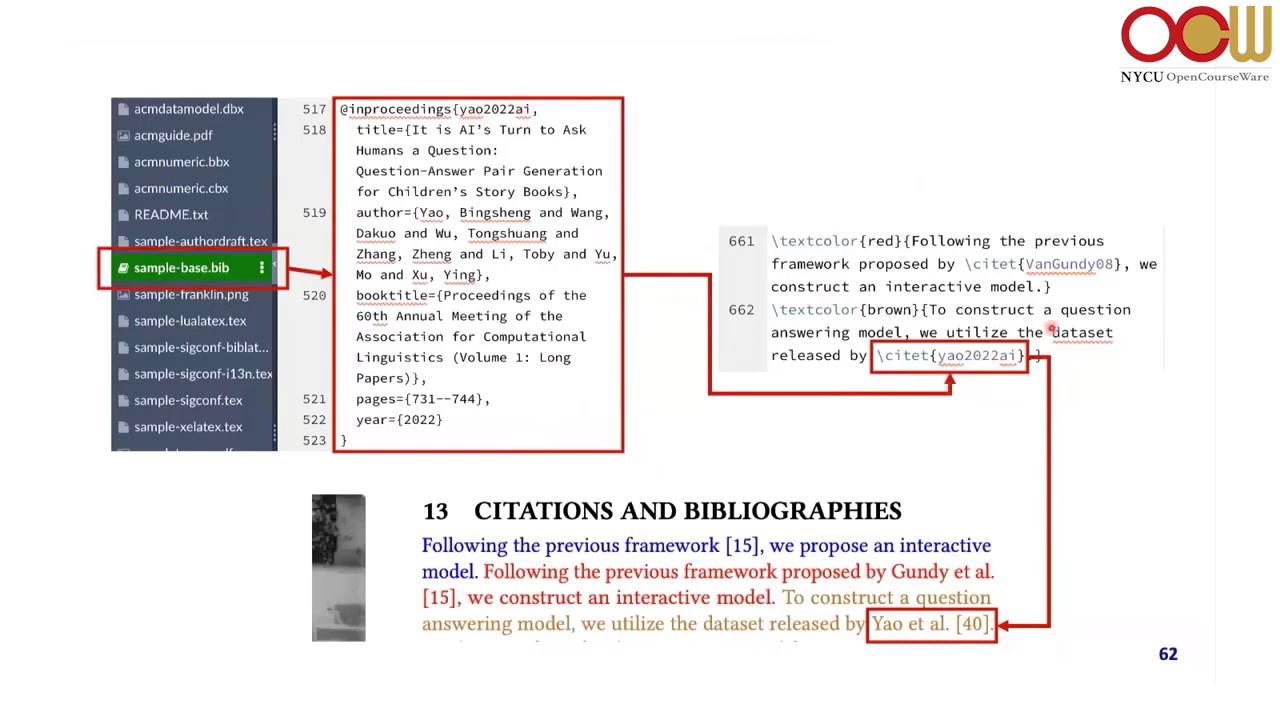 OCW
NYCU OpenCourseWare
acmdatamodel.dbx
acmguide.pdf
acmnumeric.bbx
acmnumeric.cbx
README.txt
sample-authordraft.tex
sample-base.bib
sample-franklin.png
sample-lualatex.tex
sample-sigconf-biblat...
sample-sigconf-i13n.tex
sample-sigconf.tex
sample-xelatex.tex
517 @inproceedings{yao2022ai,
518 title={It is AI's Turn to Ask
Humans a Question:
Question-Answer Pair Generation
for Children's Story Books},
519 author={Yao, Bingsheng and Wang,
Dakuo and Wu, Tongshuang and
Zhang, Zheng and Li, Toby and Yu,
Mo and Xu, Ying},
520 booktitle={Proceedings of the
60th Annual Meeting of the
Association for Computational
Linguistics (Volume 1: Long
Papers)},
521 pages={731--744},
522 year={2022}
523 }
661 \textcolor{red}{Following the previous
framework proposed by \citet{VanGundy08}, we
construct an interactive model.}
662 \textcolor{brown}{To construct a question
answering model, we utilize the dataset
released by \citet{yao2022ai}.}
13 CITATIONS AND BIBLIOGRAPHIES
Following the previous framework [15], we propose an interactive
model. Following the previous framework proposed by Gundy et al.
[15], we construct an interactive model. To construct a question
answering model, we utilize the dataset released by Yao et al. [40].
62